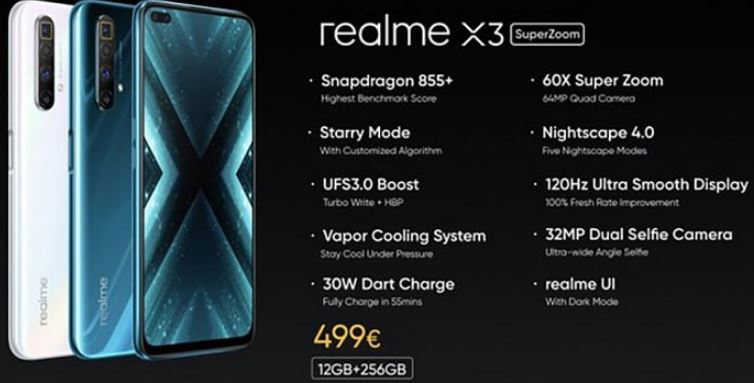 realme X3 SuperZoom
· Snapdragon 855+
Highest Benchmark Score
· Starry Mode
With Customized Algorithm
· UFS3.0 Boost
Turbo Write + HBP
· Vapor Cooling System
Stay Cool Under Pressure
· 30W Dart Charge
Fully Charge in 55mins
· 60X Super Zoom
64MP Quad Camera
· Nightscape 4.0
Five Nightscape Modes
· 120Hz Ultra Smooth Display
100% Fresh Rate Improvement
· 32MP Dual Selfie Camera
Ultra-wide Angle Selfie
· realme UI
With Dark Mode
499€
12GB+256GB
realme
realme